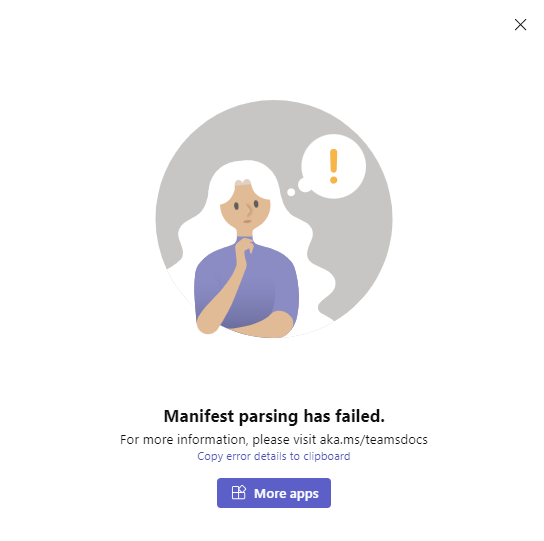 Manifest parsing has failed.
For more information, please visit aka.ms/teamsdocs
Copy error details to clipboard
More apps